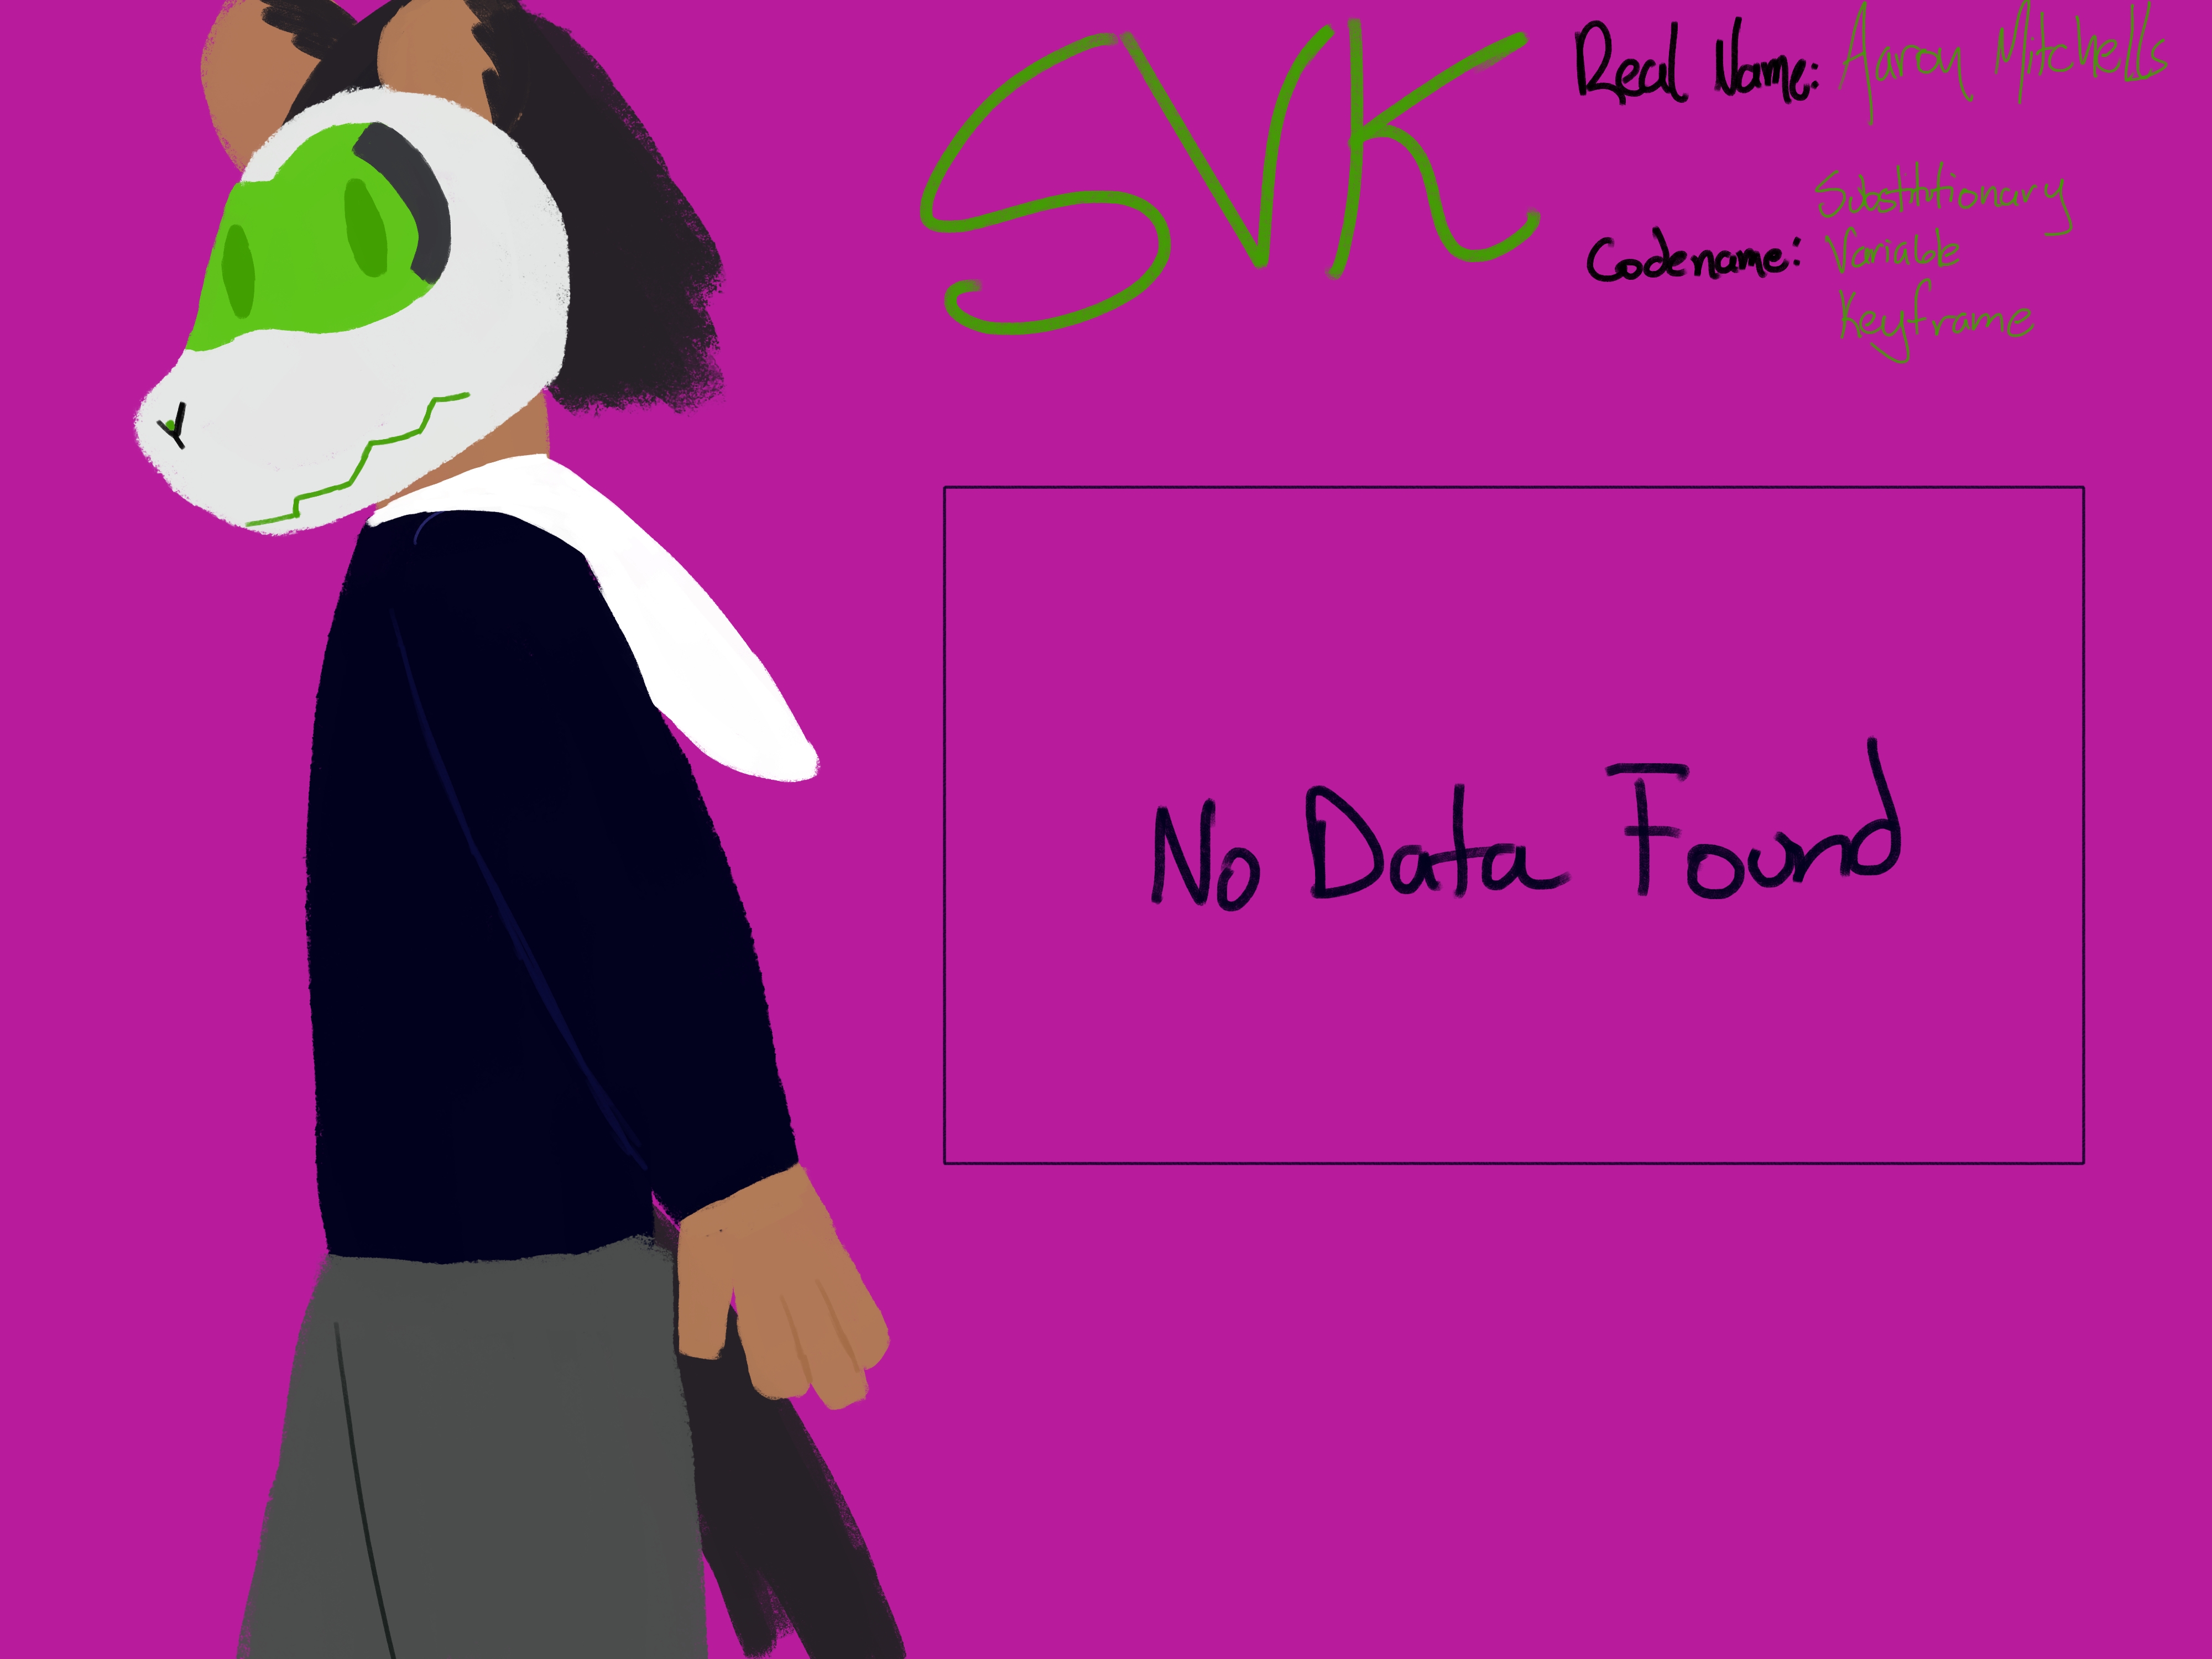 SVK
Real Name: Aaron Mitchells
Codename: Substitutionary
Variable
Keyframe
No Data Found